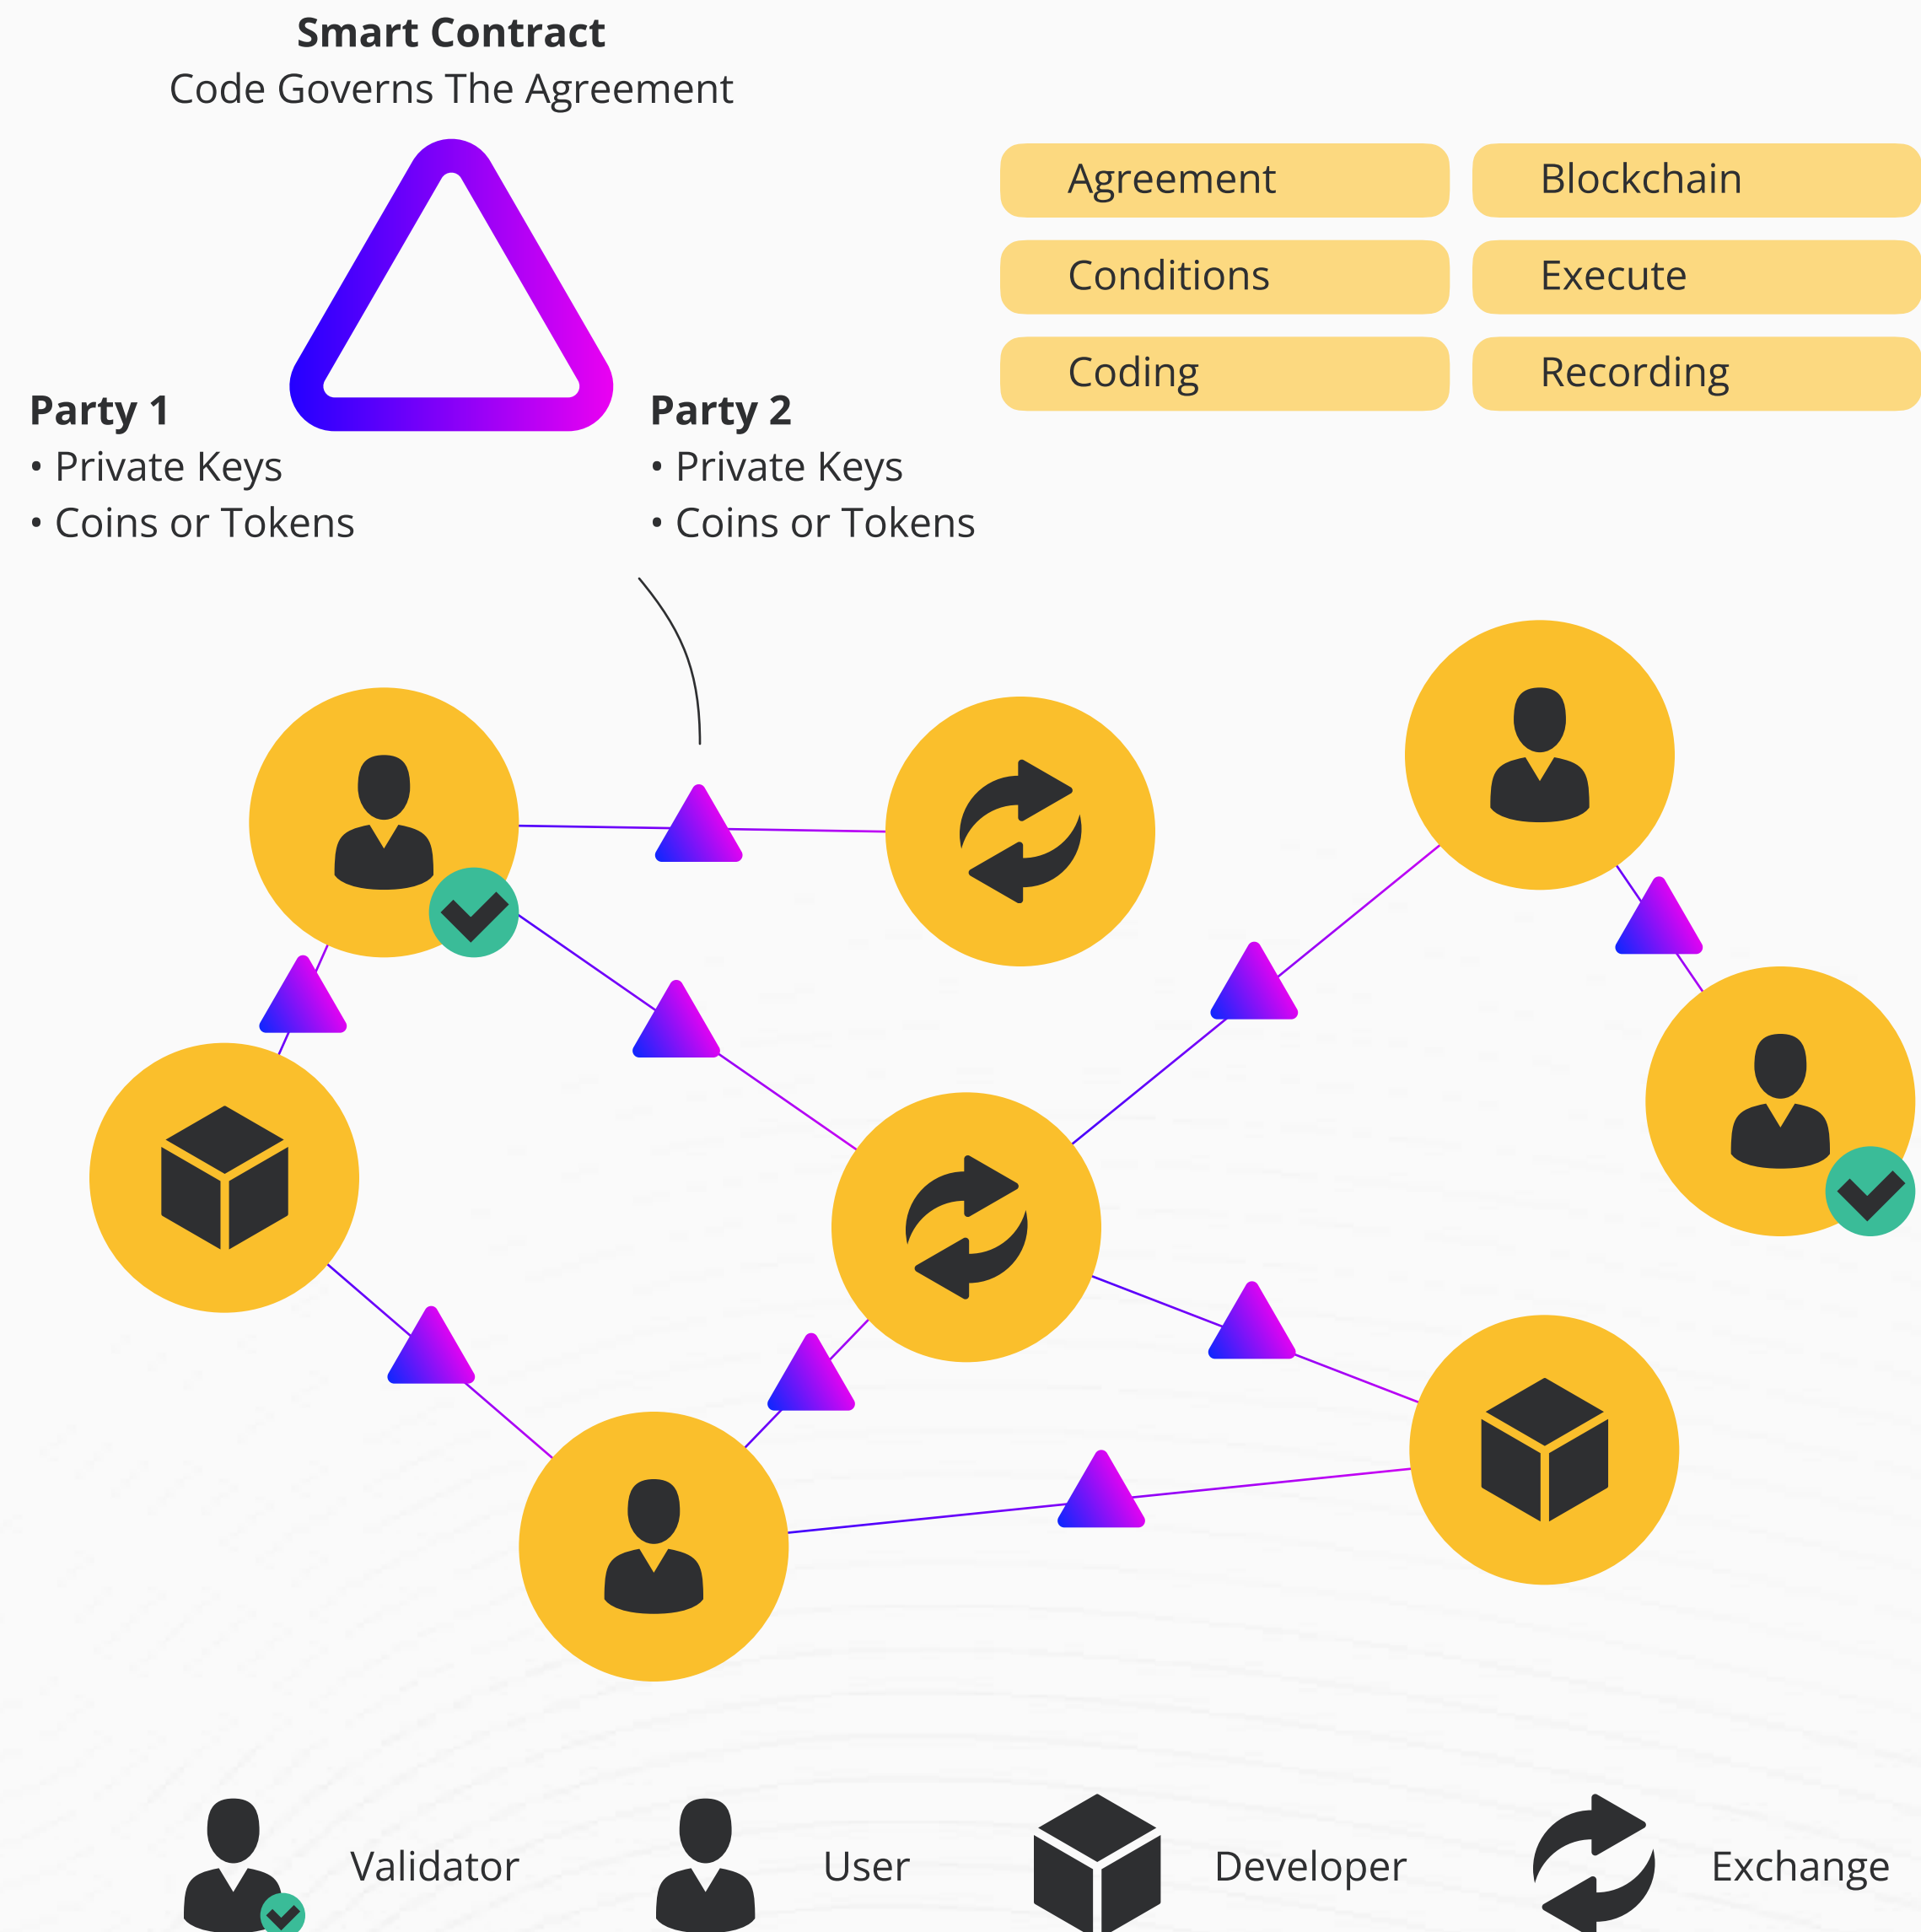 Smart Contract
Code Governs The Agreement
Agreement
Blockchain
Conditions
Execute
Coding
Recording
Party 1
• Private Keys
• Coins or Tokens
Party 2
• Private Keys
• Coins or Tokens
Validator
User
Developer
Exchange